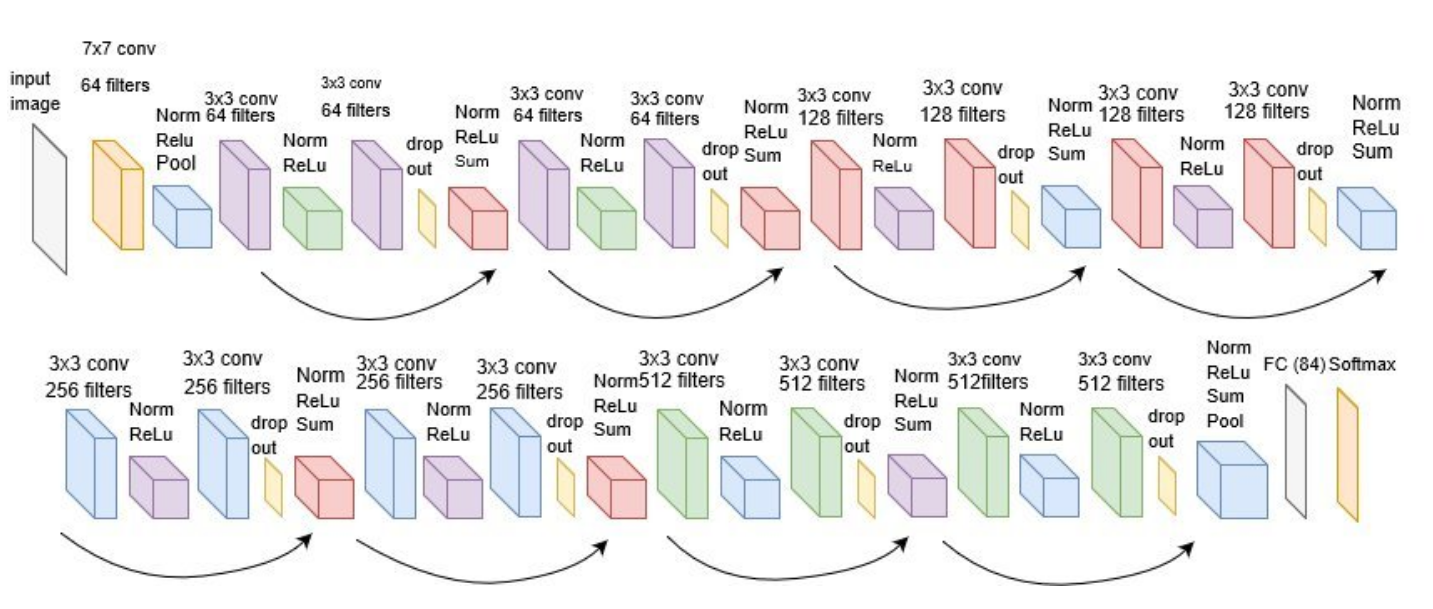 7x7 conv
64 filters
input
image
Norm
Relu
Pool
3x3 conv
64 filters
Norm
ReLu
3x3 conv
64 filters
drop
out
Norm
ReLu
Sum
3x3 conv
64 filters
Norm
ReLu
3x3 conv
64 filters
drop
out
Norm
ReLu
Sum
3x3 conv
128 filters
Norm
ReLu
3x3 conv
128 filters
drop
out
Norm
ReLu
Sum
3x3 conv
128 filters
Norm
ReLu
3x3 conv
128 filters
drop
out
Norm
ReLu
Sum
3x3 conv
256 filters
Norm
ReLu
3x3 conv
256 filters
drop
out
Norm
ReLu
Sum
3x3 conv
256 filters
Norm
ReLu
3x3 conv
256 filters
drop
out
Norm
ReLu
Sum
3x3 conv
512 filters
Norm
ReLu
3x3 conv
512 filters
drop
out
Norm
ReLu
Sum
3x3 conv
512filters
Norm
ReLu
3x3 conv
512 filters
drop
out
Norm
ReLu
Sum
Pool
FC (84)
Softmax